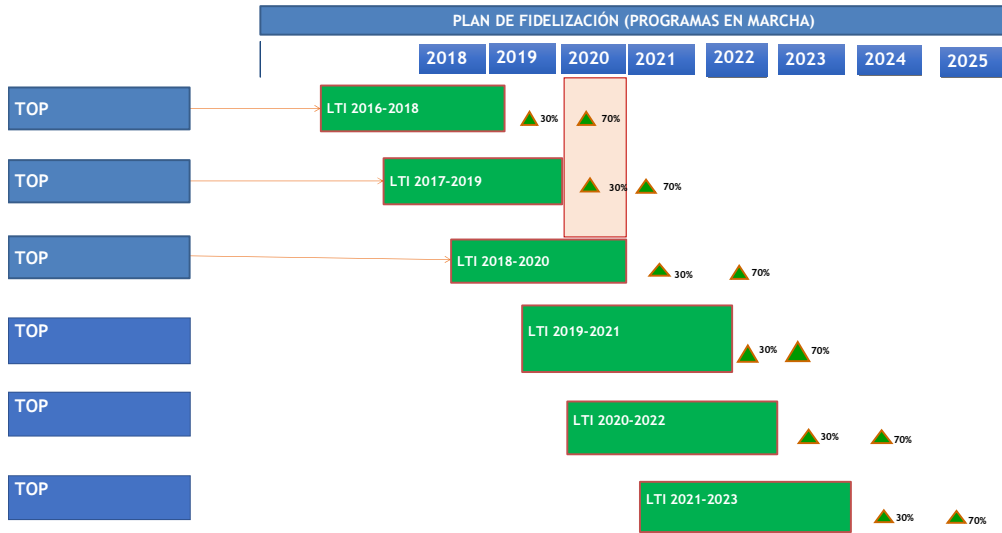 PLAN DE FIDELIZACIÓN (PROGRAMAS EN MARCHA)
2018 2019 2020 2021 2022 2023 2024 2025
TOP LTI 2016-2018 30% 70%
TOP LTI 2017-2019 30% 70%
TOP LTI 2018-2020 30% 70%
TOP LTI 2019-2021 30% 70%
TOP LTI 2020-2022 30% 70%
TOP LTI 2021-2023 30% 70%